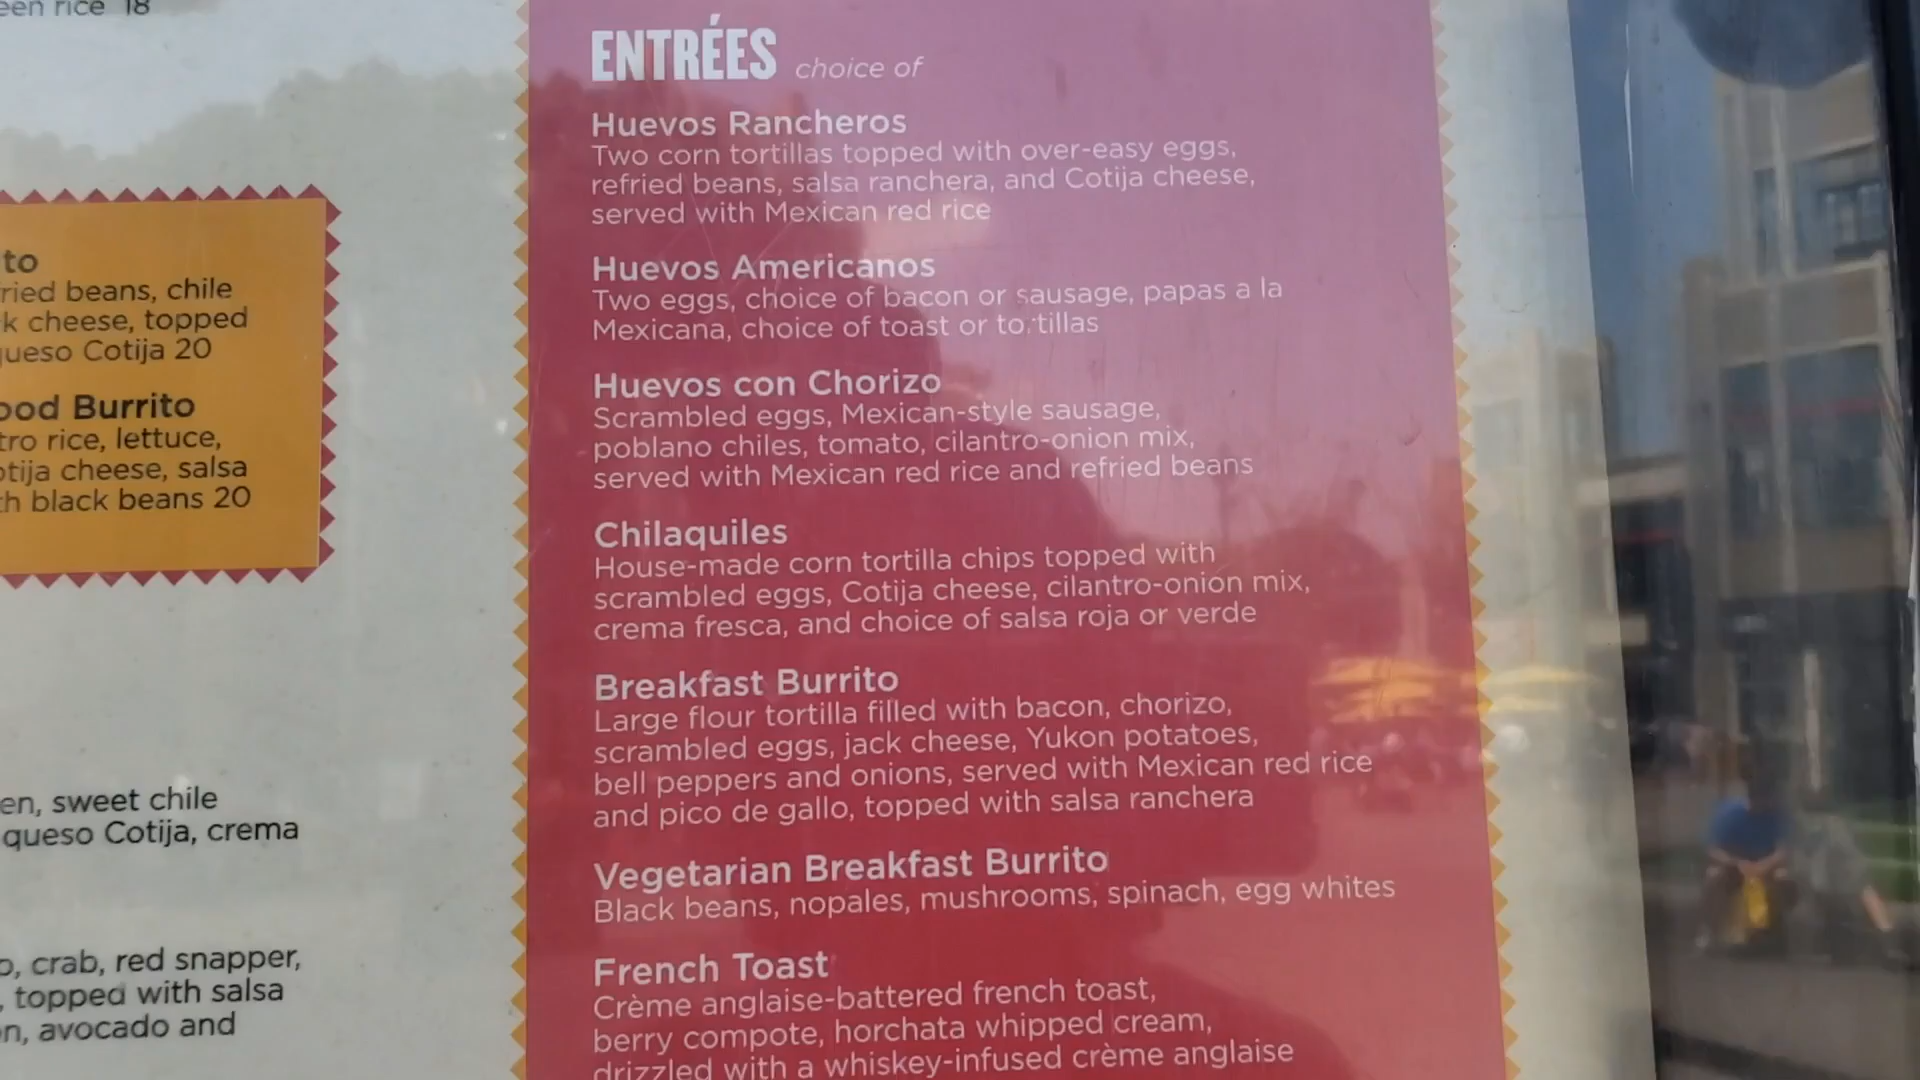 een rice 18
to
ried beans, chile
k cheese, topped
queso Cotija 20
ood Burrito
tro rice, lettuce,
otija cheese, salsa
th black beans 20
en, sweet chile
queso Cotija, crema
o, crab, red snapper,
, topped with salsa
on, avocado and
ENTRÉES choice of
Huevos Rancheros
Two corn tortillas topped with over-easy eggs,
refried beans, salsa ranchera, and Cotija cheese,
served with Mexican red rice
Huevos Americanos
Two eggs, choice of bacon or sausage, papas a la
Mexicana, choice of toast or tortillas
Huevos con Chorizo
Scrambled eggs, Mexican-style sausage,
poblano chiles, tomato, cilantro-onion mix,
served with Mexican red rice and refried beans
Chilaquiles
House-made corn tortilla chips topped with
scrambled eggs, Cotija cheese, cilantro-onion mix,
crema fresca, and choice of salsa roja or verde
Breakfast Burrito
Large flour tortilla filled with bacon, chorizo,
scrambled eggs, jack cheese, Yukon potatoes,
bell peppers and onions, served with Mexican red rice
and pico de gallo, topped with salsa ranchera
Vegetarian Breakfast Burrito
Black beans, nopales, mushrooms, spinach, egg whites
French Toast
Crème anglaise-battered french toast,
berry compote, horchata whipped cream,
drizzled with a whiskey-infused crème anglaise